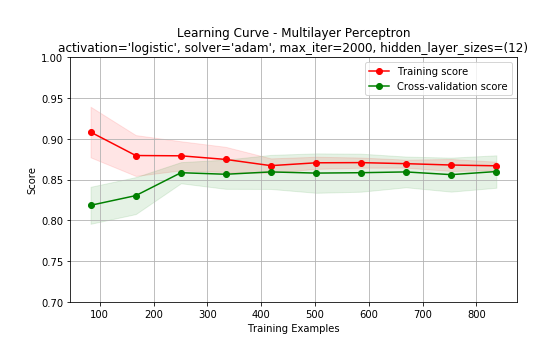 Learning Curve - Multilayer Perceptron
activation='logistic', solver='adam', max_iter=2000, hidden_layer_sizes=(12)
1.00
Training score
Cross-validation score
0.95
0.90
0.85
0.80
0.75
0.70
Score
100 200 300 400 500 600 700 800
Training Examples